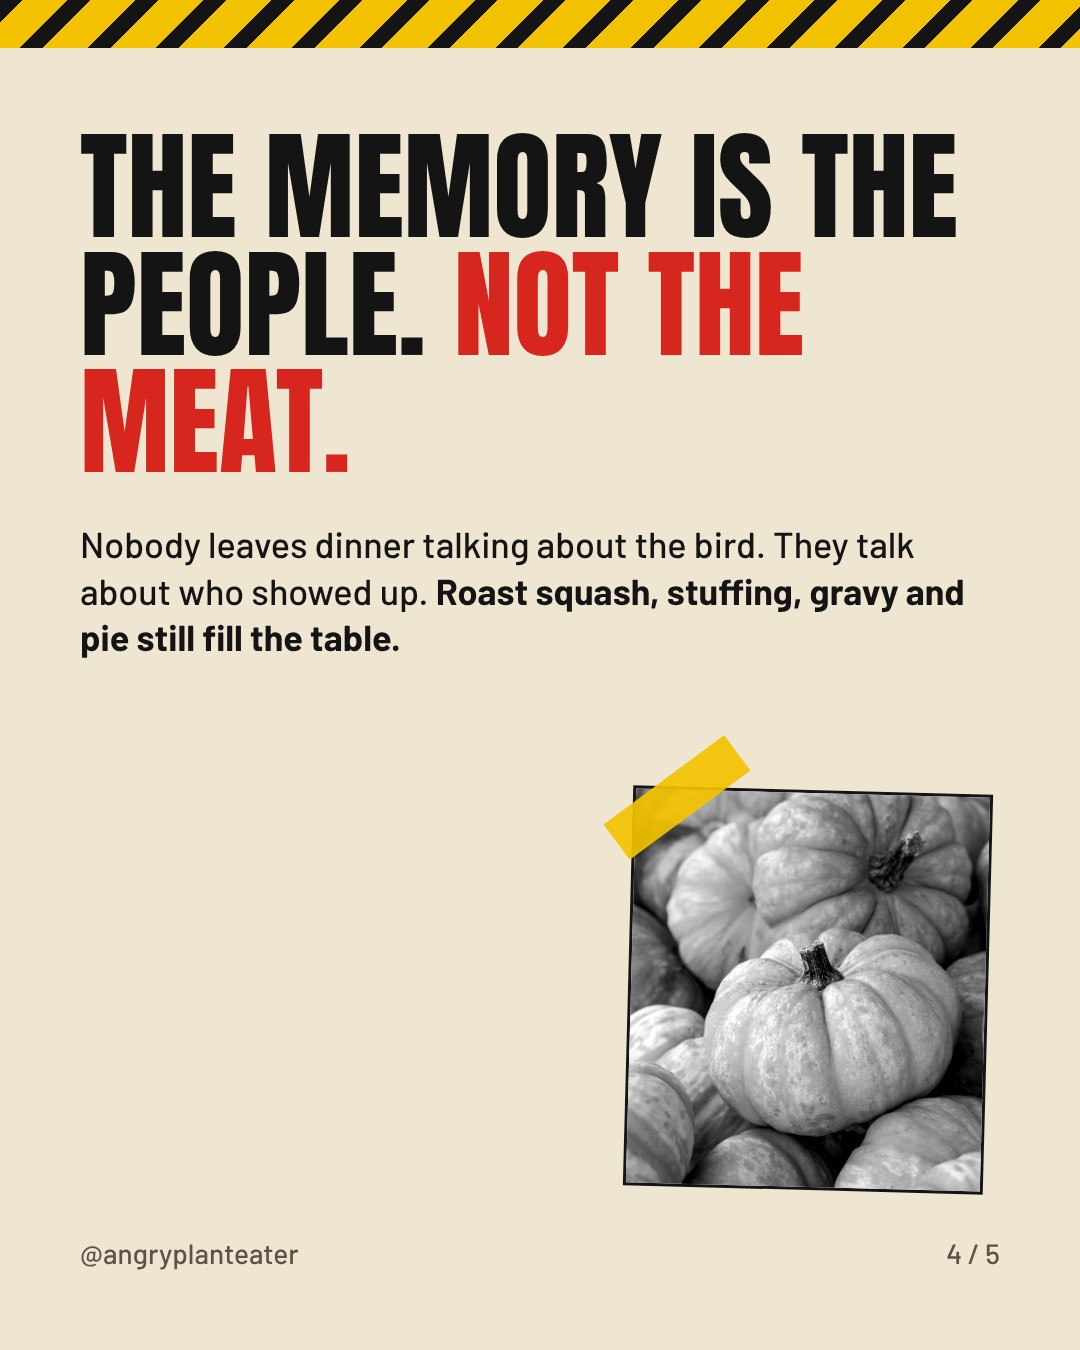 THE MEMORY IS THE
PEOPLE. NOT THE
MEAT.
Nobody leaves dinner talking about the bird. They talk
about who showed up. Roast squash, stuffing, gravy and
pie still fill the table.
@angryplanteater
4 / 5